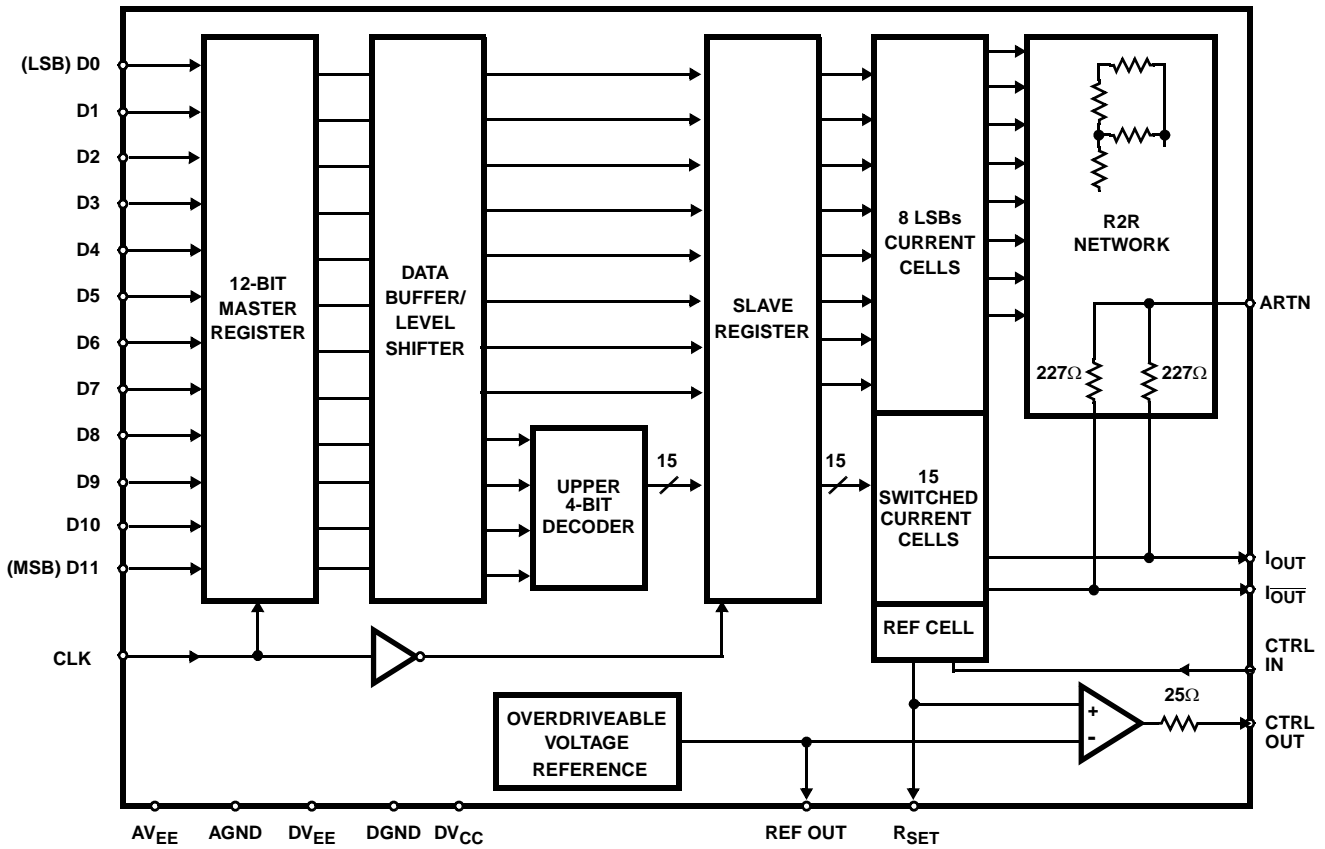 (LSB) D0
D1
D2
D3
D4
D5
D6
D7
D8
D9
D10
(MSB) D11
CLK
12-BIT
MASTER
REGISTER
DATA
BUFFER/
LEVEL
SHIFTER
UPPER
4-BIT
DECODER
15
SLAVE
REGISTER
15
8 LSBs
CURRENT
CELLS
15
SWITCHED
CURRENT
CELLS
REF CELL
R2R
NETWORK
227Ω
227Ω
ARTN
IOUT
IOUT
CTRL
IN
25Ω
+
-
CTRL
OUT
OVERDRIVEABLE
VOLTAGE
REFERENCE
AVEE
AGND
DVEE
DGND
DVCC
REF OUT
RSET